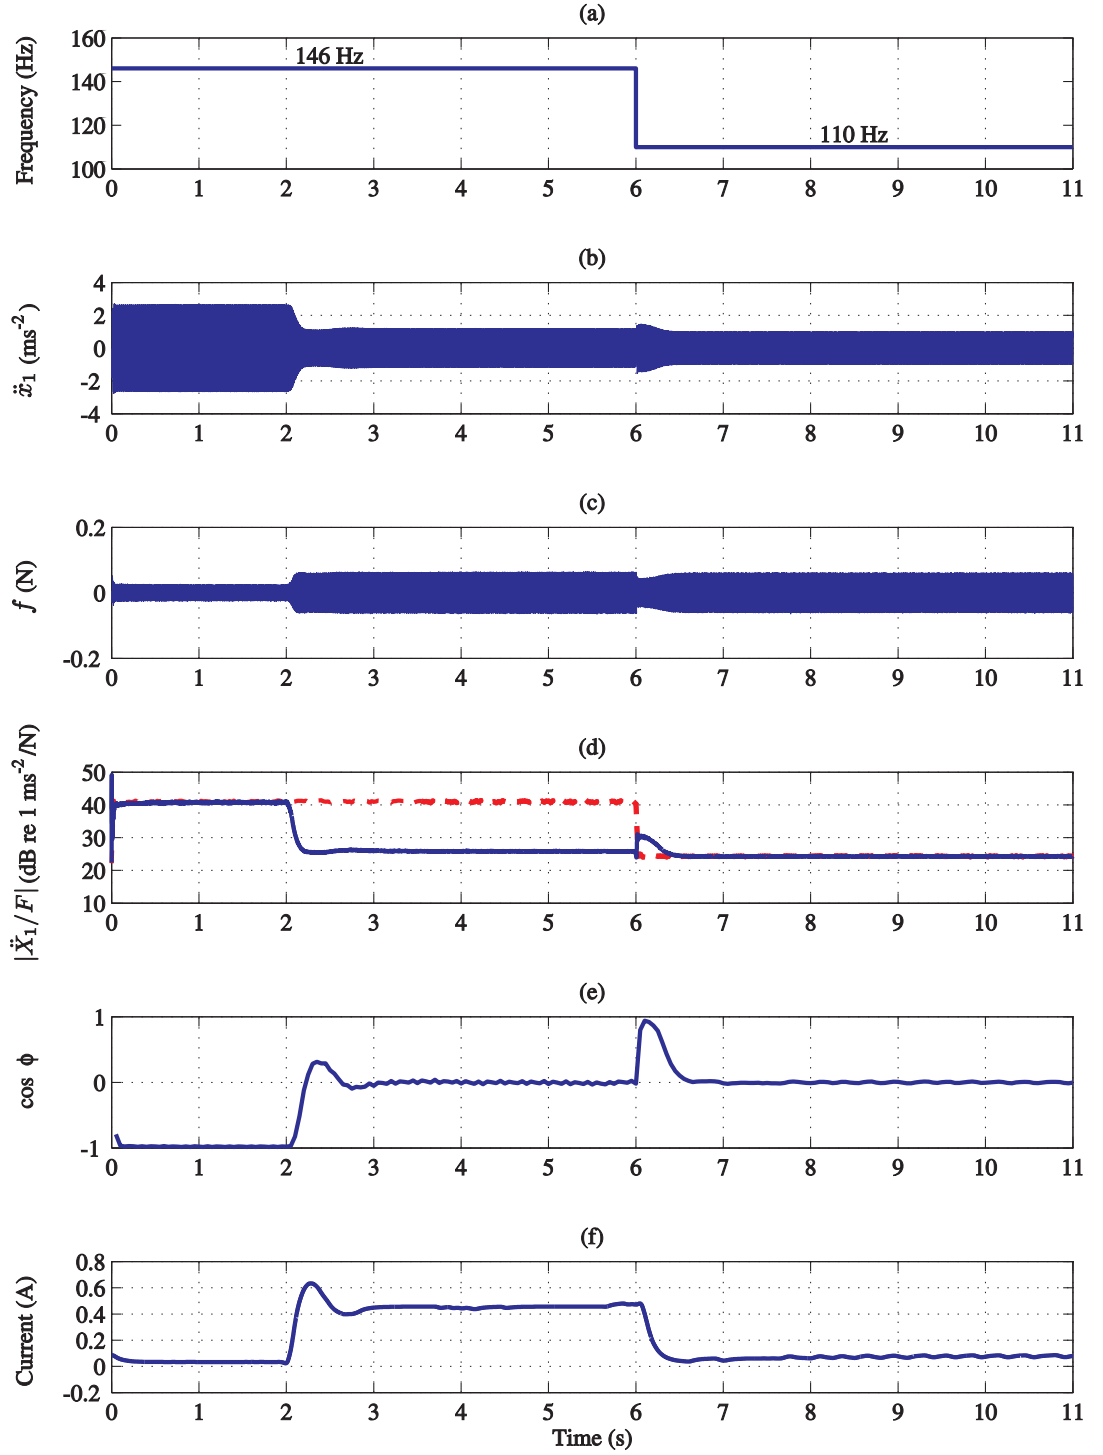 (a)
Frequency (Hz)
160
140
120
100
146 Hz
110 Hz
0 1 2 3 4 5 6 7 8 9 10 11
(b)
ẍ₁ (ms⁻²)
4
2
0
-2
-4
0 1 2 3 4 5 6 7 8 9 10 11
(c)
f (N)
0.2
0
-0.2
0 1 2 3 4 5 6 7 8 9 10 11
(d)
|Ẍ₁/F| (dB re 1 ms⁻²/N)
50
40
30
20
10
0 1 2 3 4 5 6 7 8 9 10 11
(e)
cos ϕ
1
0
-1
0 1 2 3 4 5 6 7 8 9 10 11
(f)
Current (A)
0.8
0.6
0.4
0.2
0
-0.2
0 1 2 3 4 5 6 7 8 9 10 11
Time (s)